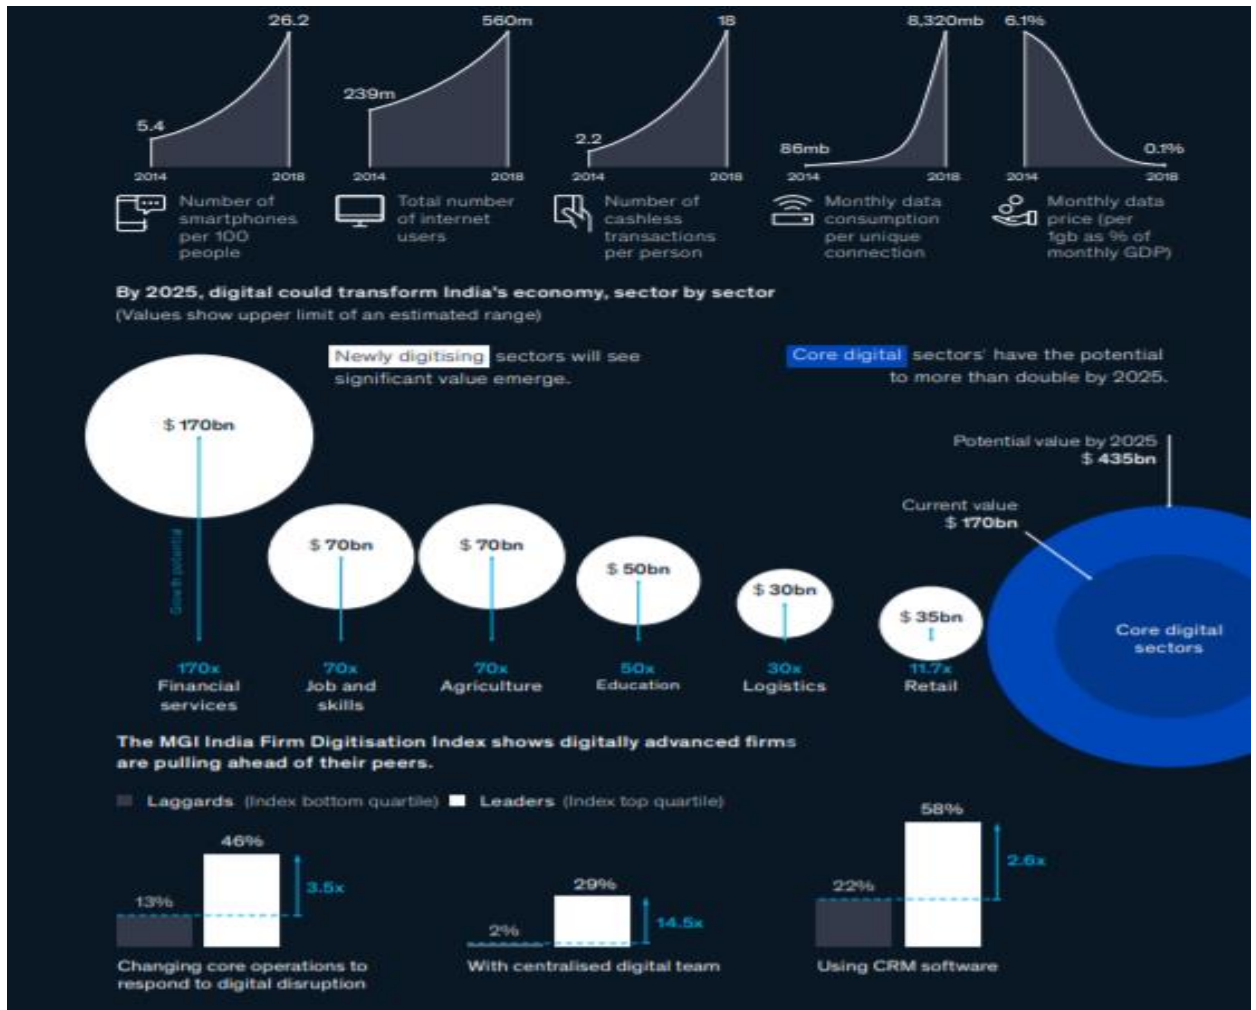 26.2
560m
18
8,320mb
6.1%
5.4
239m
2.2
86mb
0.1%
2014
2018
2014
2018
2014
2018
2014
2018
2014
2018
Number of
smartphones
per 100
people
Total number
of internet
users
Number of
cashless
transactions
per person
Monthly data
consumption
per unique
connection
Monthly data
price (per
1gb as % of
monthly GDP)
By 2025, digital could transform India's economy, sector by sector
(Values show upper limit of an estimated range)
Newly digitising sectors will see
significant value emerge.
Core digital sectors' have the potential
to more than double by 2025.
Potential value by 2025
$ 435bn
Current value
$ 170bn
Core digital
sectors
$ 170bn
$ 70bn
$ 70bn
$ 50bn
$ 30bn
$ 35bn
Growth potential
170x
Financial
services
70x
Job and
skills
70x
Agriculture
50x
Education
30x
Logistics
11.7x
Retail
The MGI India Firm Digitisation Index shows digitally advanced firms
are pulling ahead of their peers.
Laggards (Index bottom quartile) Leaders (Index top quartile)
13%
46%
3.5x
Changing core operations to
respond to digital disruption
2%
29%
14.5x
With centralised digital team
22%
58%
2.6x
Using CRM software